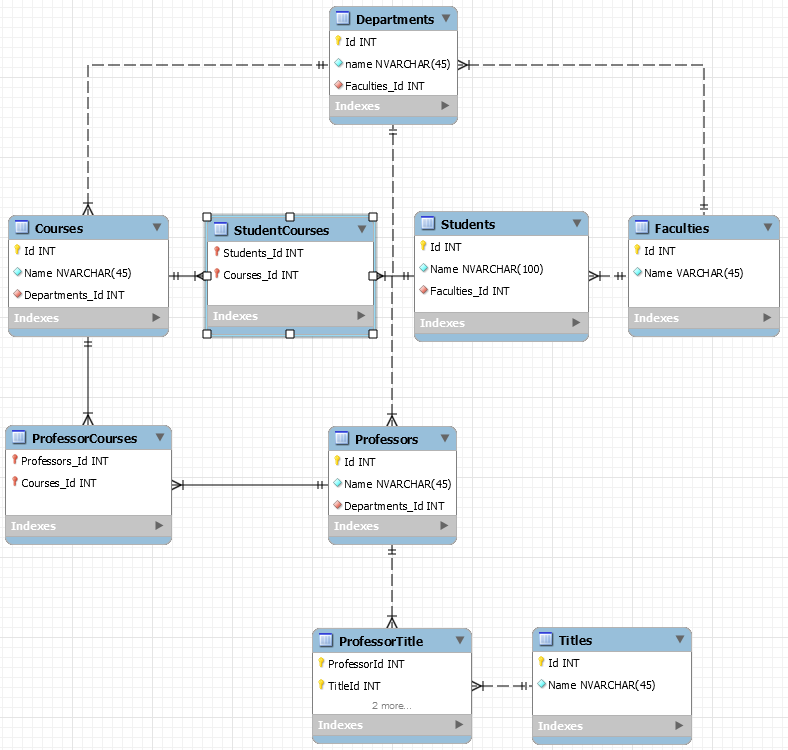 Departments
Id INT
name NVARCHAR(45)
Faculties_Id INT
Indexes
Courses
Id INT
Name NVARCHAR(45)
Departments_Id INT
Indexes
StudentCourses
Students_Id INT
Courses_Id INT
Indexes
Students
Id INT
Name NVARCHAR(100)
Faculties_Id INT
Indexes
Faculties
Id INT
Name VARCHAR(45)
Indexes
ProfessorCourses
Professors_Id INT
Courses_Id INT
Indexes
Professors
Id INT
Name NVARCHAR(45)
Departments_Id INT
Indexes
ProfessorTitle
ProfessorId INT
TitleId INT
2 more...
Indexes
Titles
Id INT
Name NVARCHAR(45)
Indexes